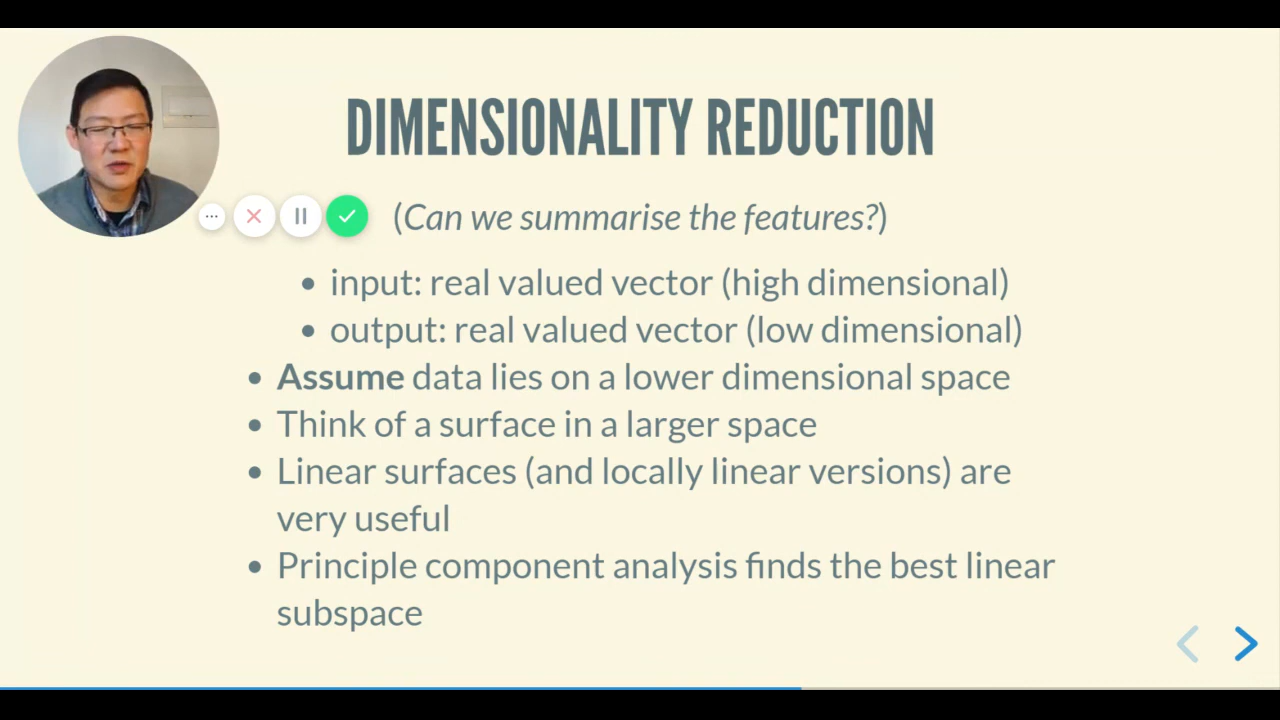 DIMENSIONALITY REDUCTION
(Can we summarise the features?)
• input: real valued vector (high dimensional)
• output: real valued vector (low dimensional)
• Assume data lies on a lower dimensional space
• Think of a surface in a larger space
• Linear surfaces (and locally linear versions) are
very useful
• Principle component analysis finds the best linear
subspace